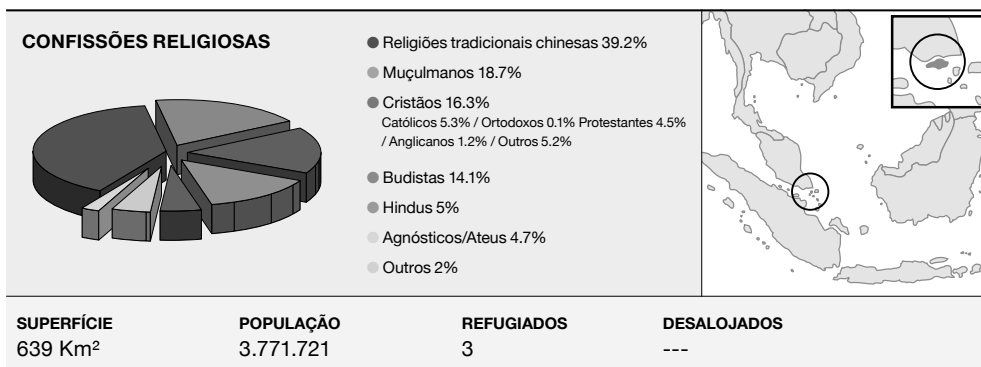 CONFISSÕES RELIGIOSAS
Religiões tradicionais chinesas 39.2%
Muçulmanos 18.7%
Cristãos 16.3%
Católicos 5.3% / Ortodoxos 0.1% Protestantes 4.5%
/ Anglicanos 1.2% / Outros 5.2%
Budistas 14.1%
Hindus 5%
Agnósticos/Ateus 4.7%
Outros 2%
SUPERFÍCIE
639 Km²
POPULAÇÃO
3.771.721
REFUGIADOS
3
DESALOJADOS
---